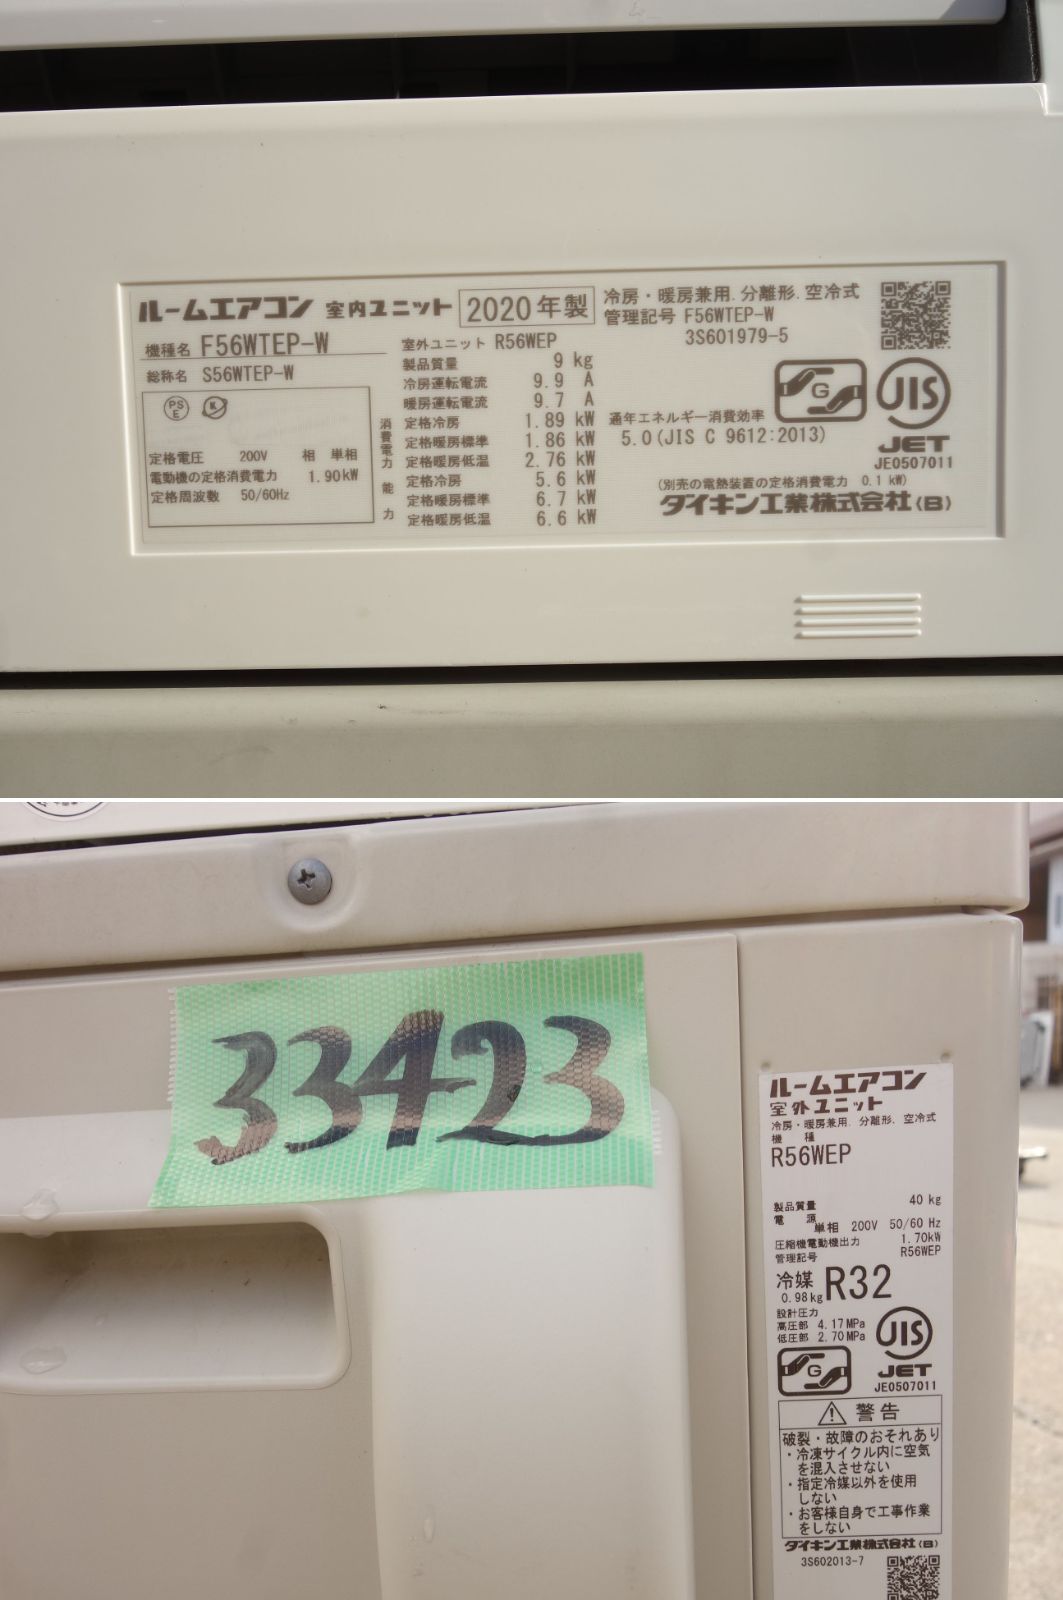 ルームエアコン 室内ユニット 2020年製
機種名 F56WTEP-W
総称名 S56WTEP-W
PS
E
定格電圧 200V 相 単相
電動機の定格消費電力 1.90kW
定格周波数 50/60Hz
室外ユニット R56WEP
製品質量 9 kg
冷房運転電流 9.9 A
暖房運転電流 9.7 A
消費電力
定格冷房 1.89 kW
定格暖房標準 1.86 kW
定格暖房低温 2.76 kW
能力
定格冷房 5.6 kW
定格暖房標準 6.7 kW
定格暖房低温 6.6 kW
冷房・暖房兼用.分離形.空冷式
管理記号 F56WTEP-W
3S601979-5
G
JIS
通年エネルギー消費効率
5.0(JIS C 9612:2013)
JET
JE0507011
(別売の電熱装置の定格消費電力 0.1 kW)
ダイキン工業株式会社(B)
33423
ルームエアコン
室外ユニット
冷房・暖房兼用.分離形.空冷式
機 種
R56WEP
製品質量 40 kg
電 源 単相 200V 50/60 Hz
圧縮機電動機出力 1.70kW
管理記号 R56WEP
冷媒 R32
0.98kg
設計圧力
高圧部 4.17MPa
低圧部 2.70MPa
JIS
G
JET
JE0507011
警告
破裂・故障のおそれあり
・冷凍サイクル内に空気
を混入させない
・指定冷媒以外を使用
しない
・お客様自身で工事作業
をしない
ダイキン工業株式会社(B)
3S602013-7